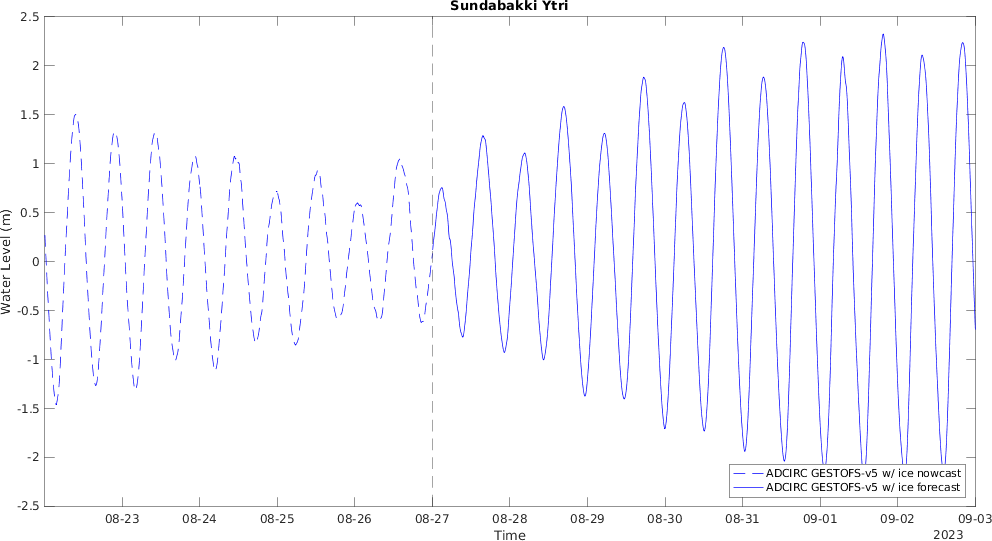 Sundabakki Ytri
2.5
2
1.5
1
0.5
0
-0.5
-1
-1.5
-2
-2.5
Water Level (m)
ADCIRC GESTOFS-v5 w/ ice nowcast
ADCIRC GESTOFS-v5 w/ ice forecast
08-23 08-24 08-25 08-26 08-27 08-28 08-29 08-30 08-31 09-01 09-02 09-03
Time
2023